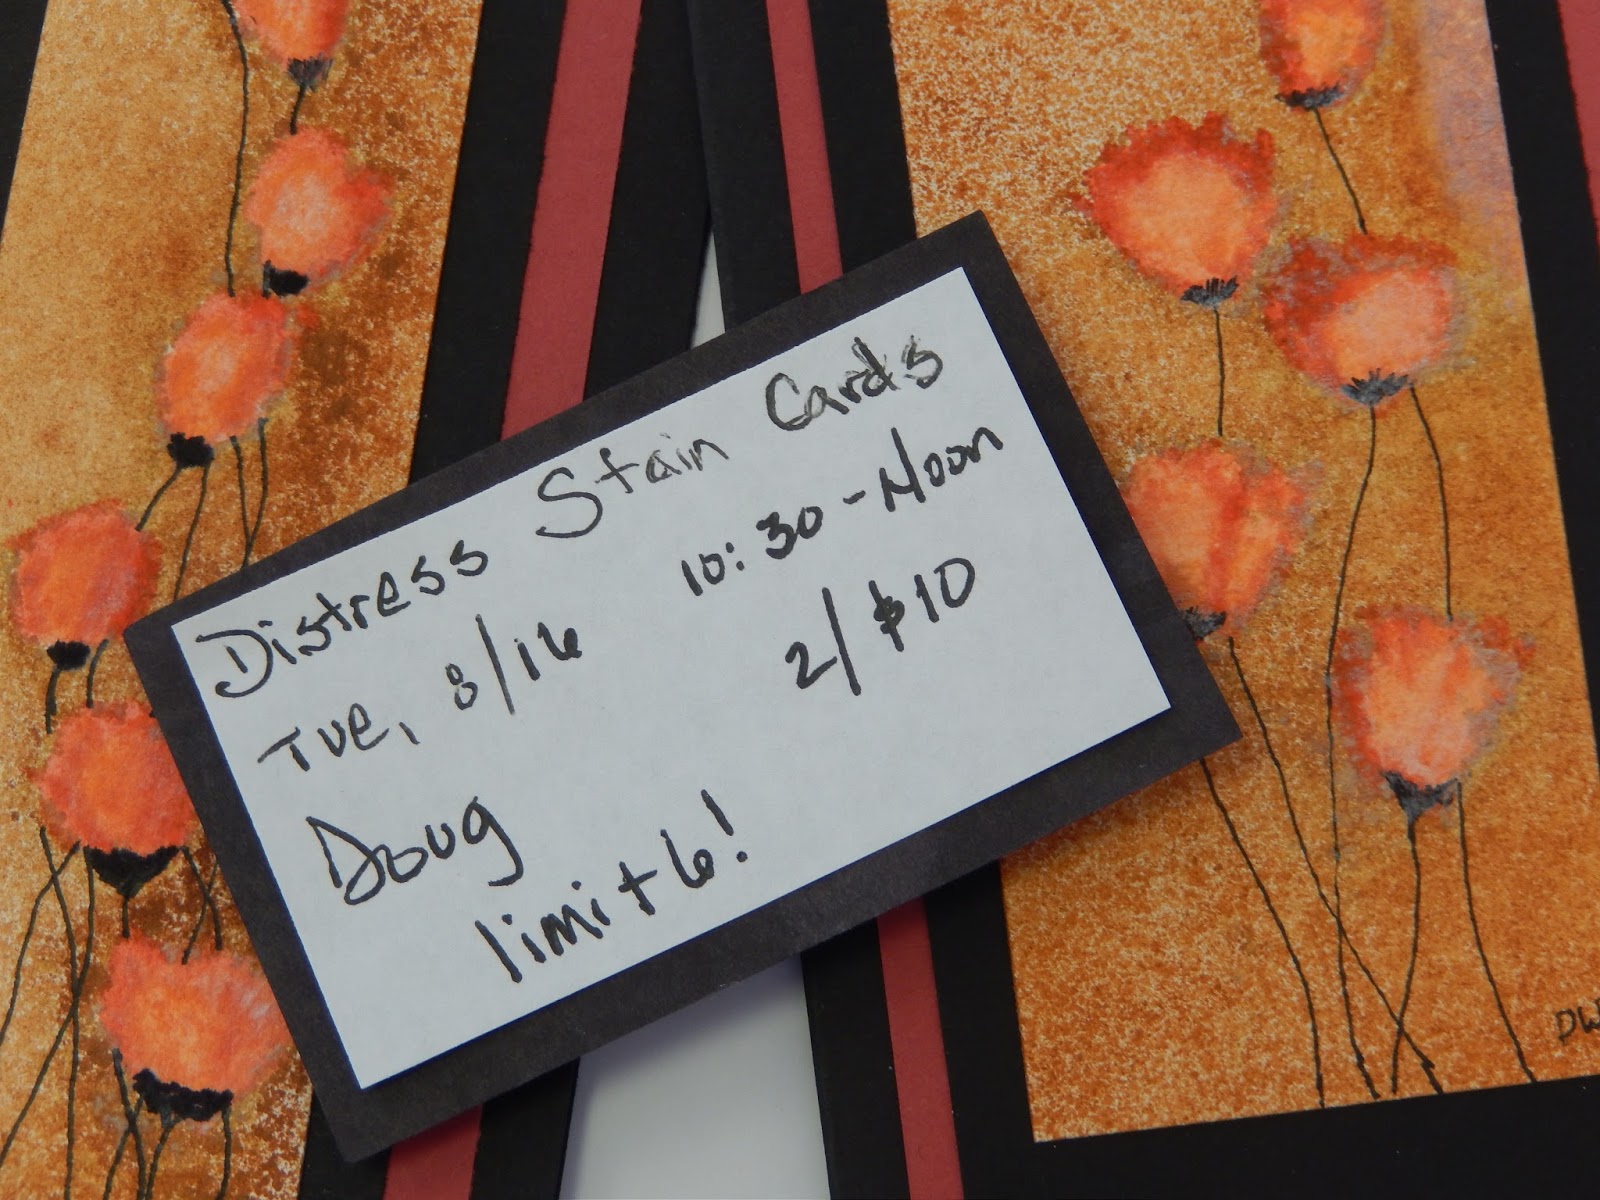 Distress Stain Cards
Tue, 8/16 10:30-Noon
Doug 2/$10
limit 6!